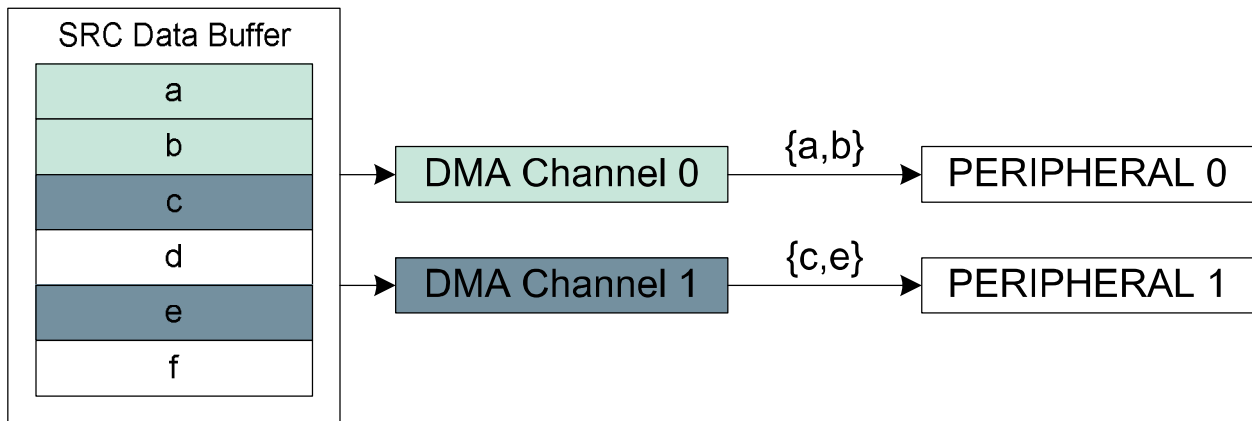 SRC Data Buffer
a
b
c
d
e
f
DMA Channel 0
{a,b}
PERIPHERAL 0
DMA Channel 1
{c,e}
PERIPHERAL 1